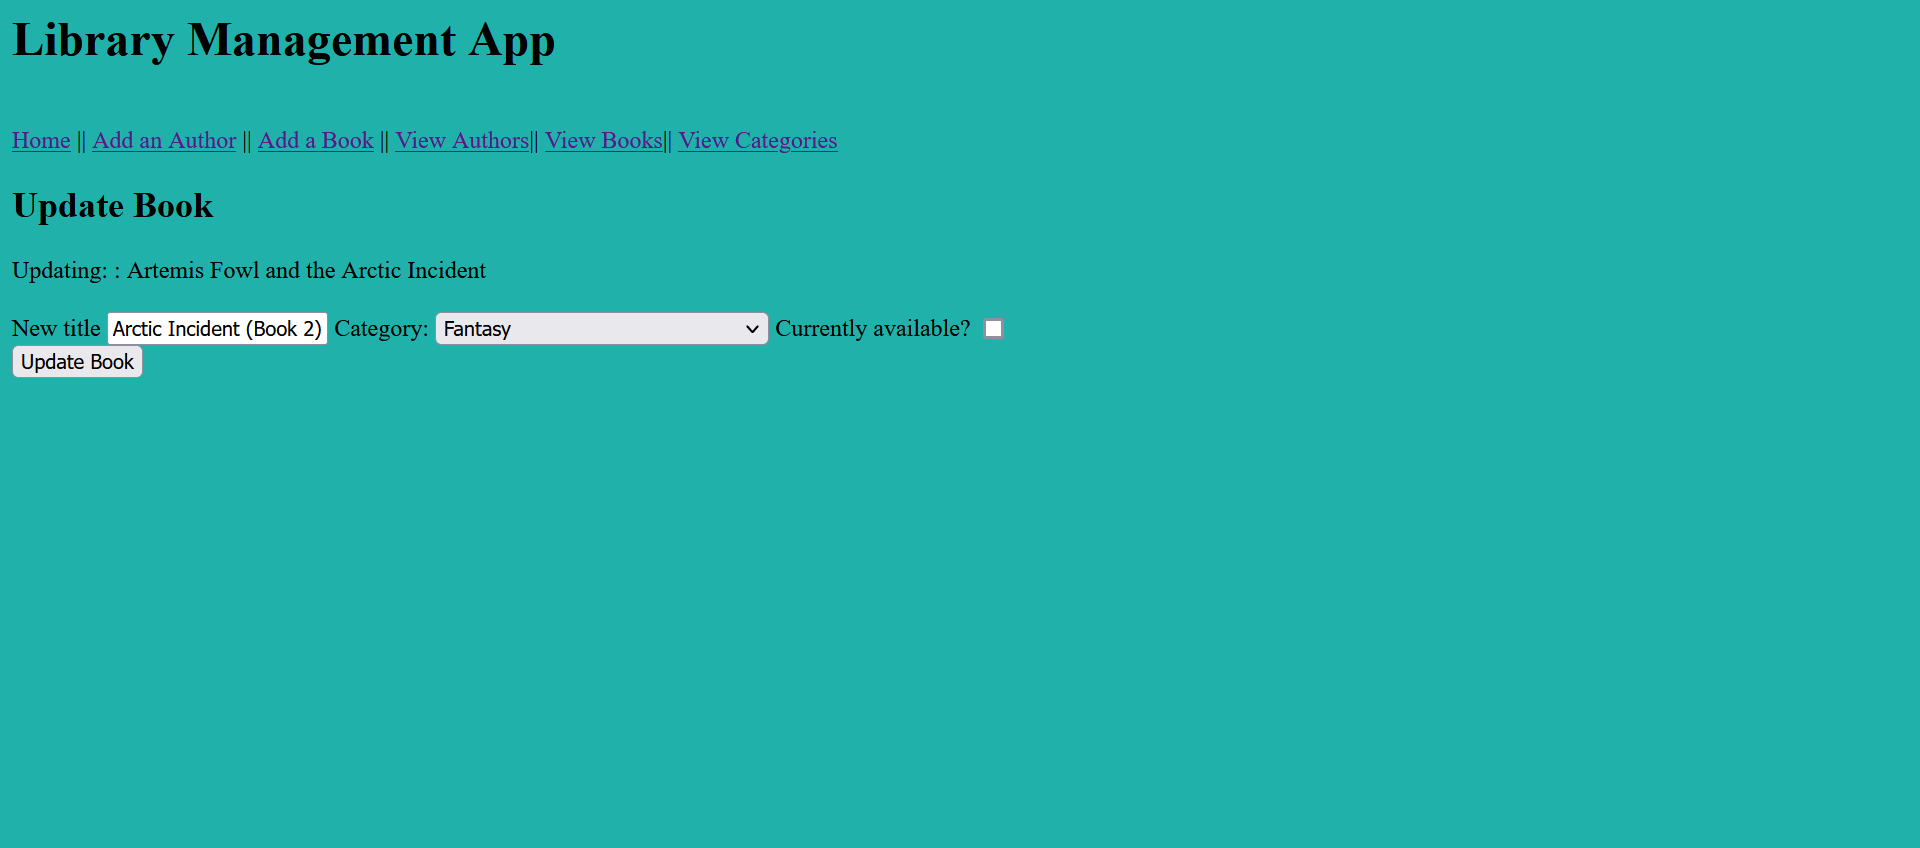 Library Management App
Home || Add an Author || Add a Book || View Authors|| View Books|| View Categories
Update Book
Updating: : Artemis Fowl and the Arctic Incident
New title Arctic Incident (Book 2) Category: Fantasy Currently available?
Update Book